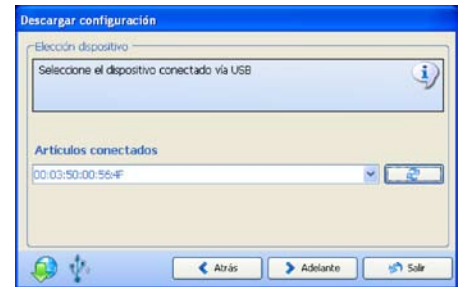 Descargar configuración
Elección dispositivo
Seleccione el dispositivo conectado vía USB
Artículos conectados
00:03:50:00:56:4F
Atrás
Adelante
Salir